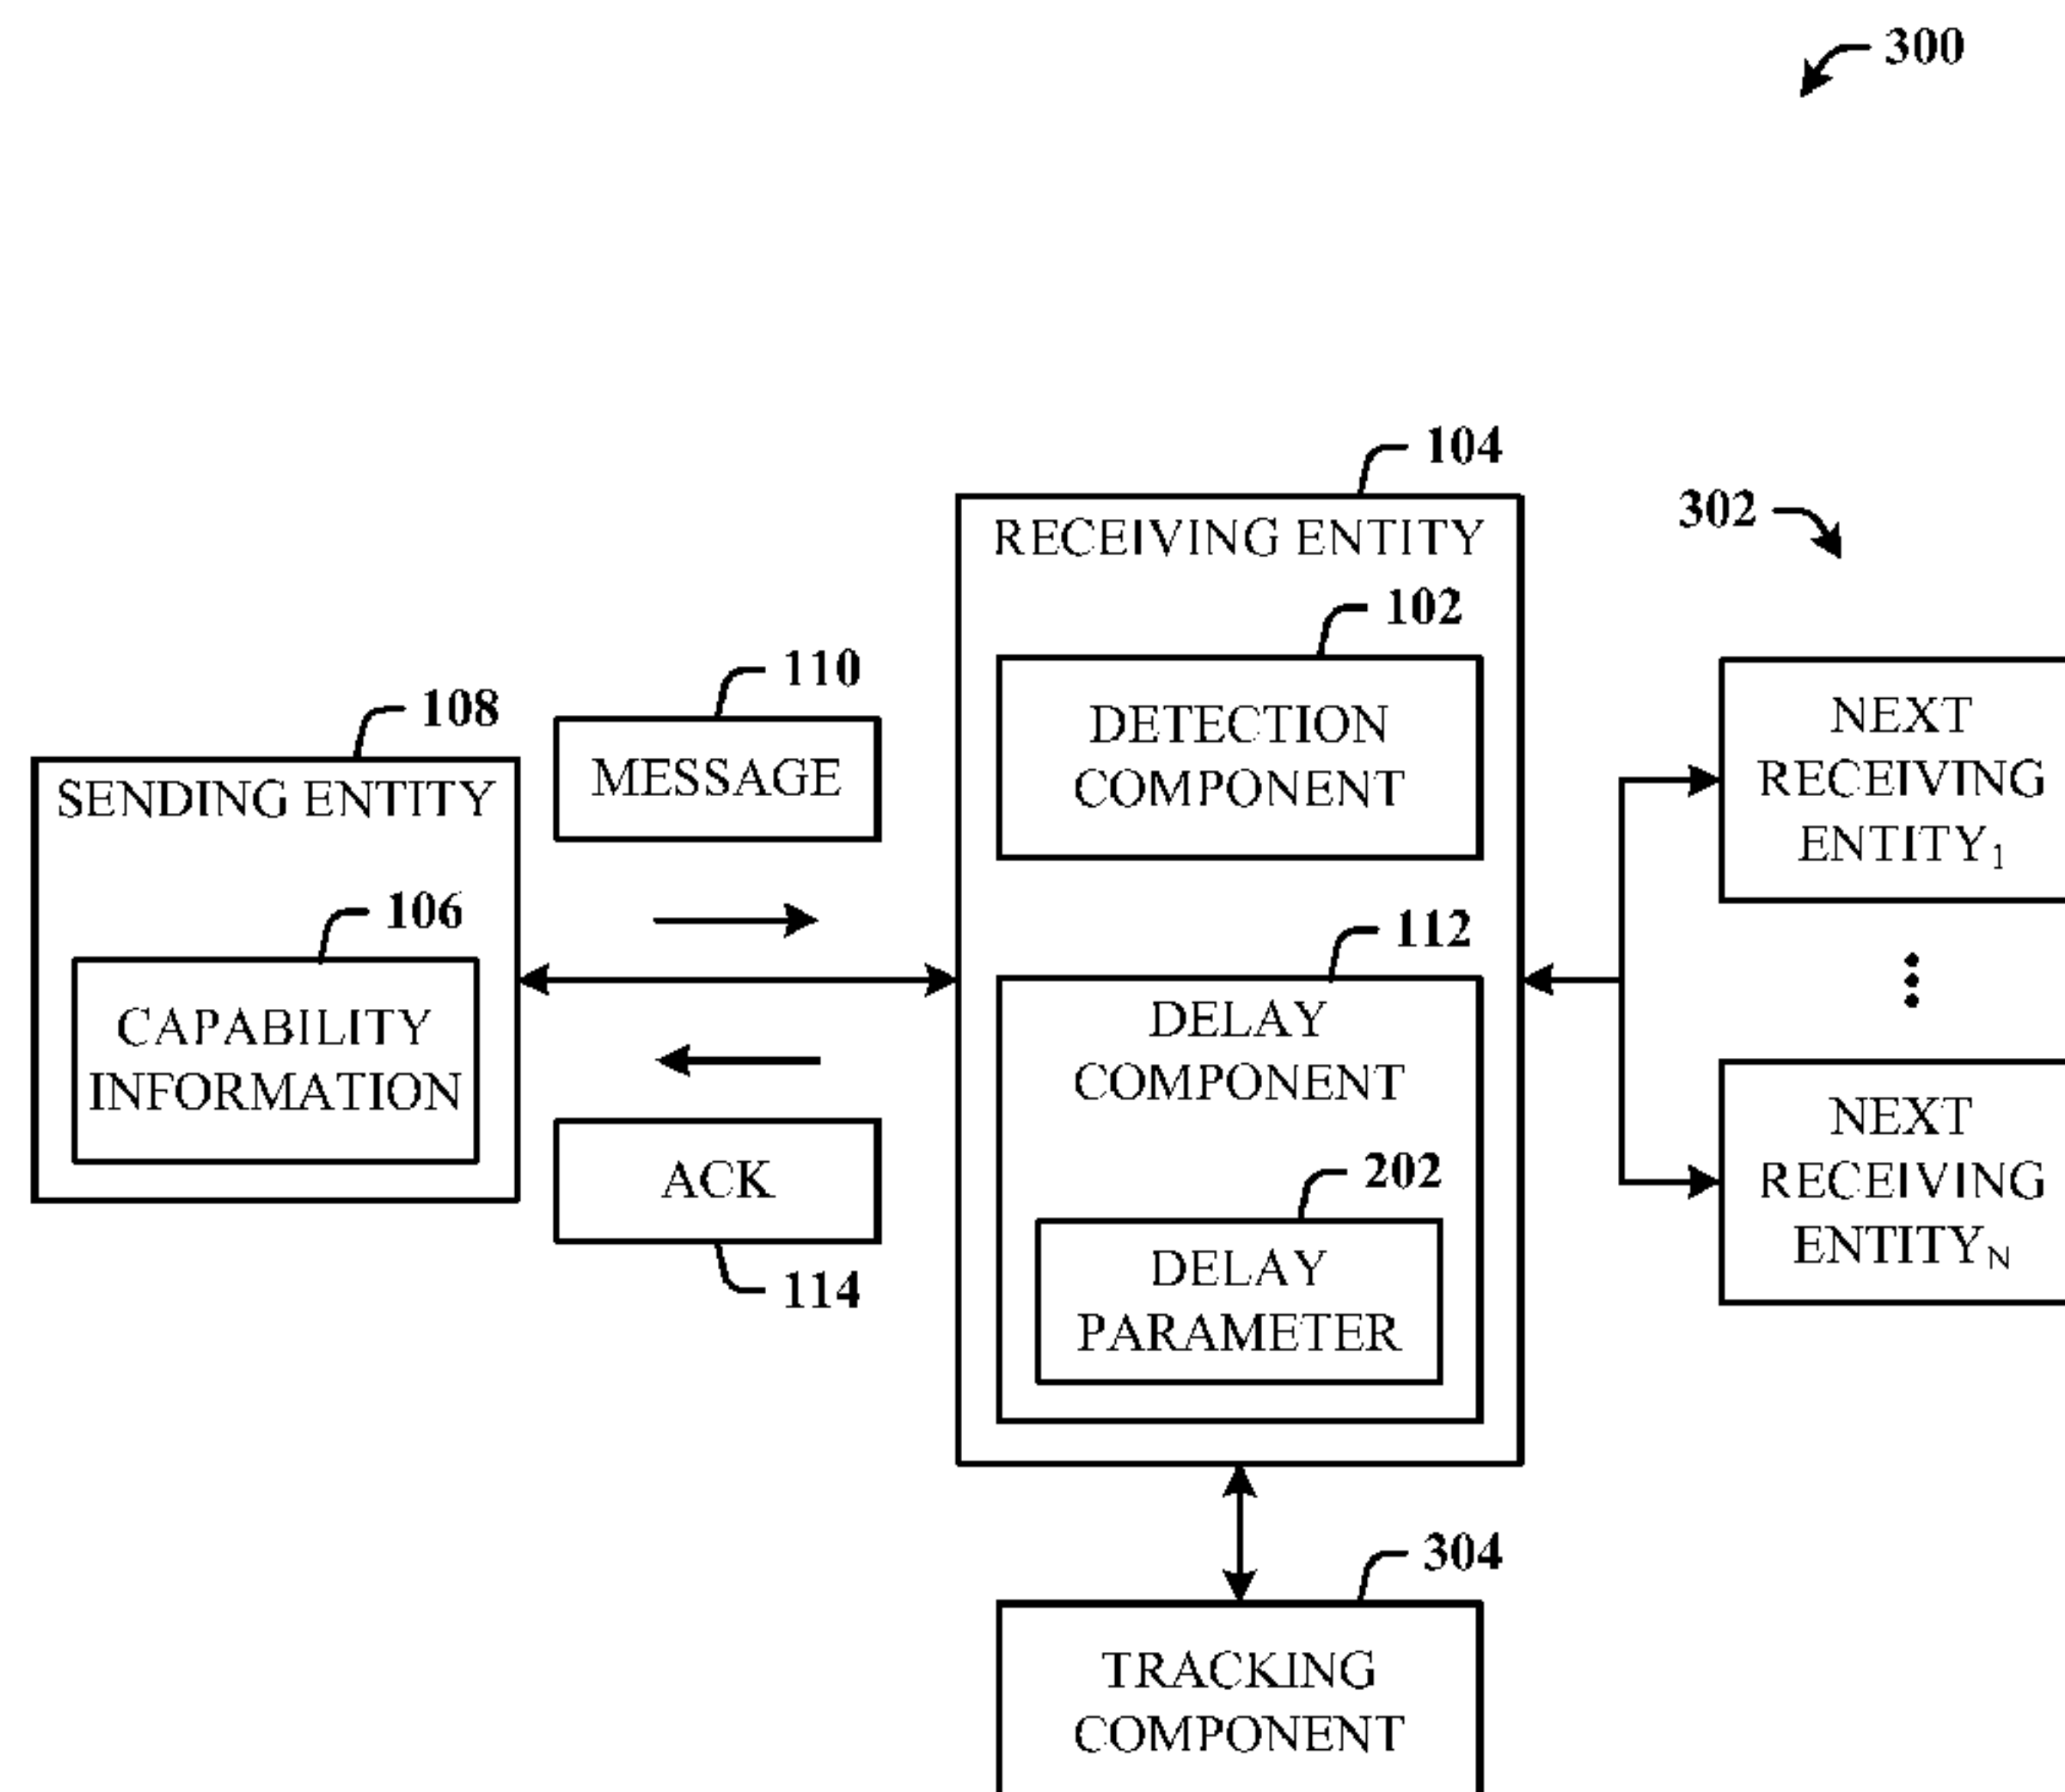 300
104
RECEIVING ENTITY
302
102
110
DETECTION
COMPONENT
108
MESSAGE
SENDING ENTITY
NEXT
RECEIVING
ENTITY1
106
CAPABILITY
INFORMATION
112
DELAY
COMPONENT
ACK
114
202
DELAY
PARAMETER
NEXT
RECEIVING
ENTITYN
304
TRACKING
COMPONENT